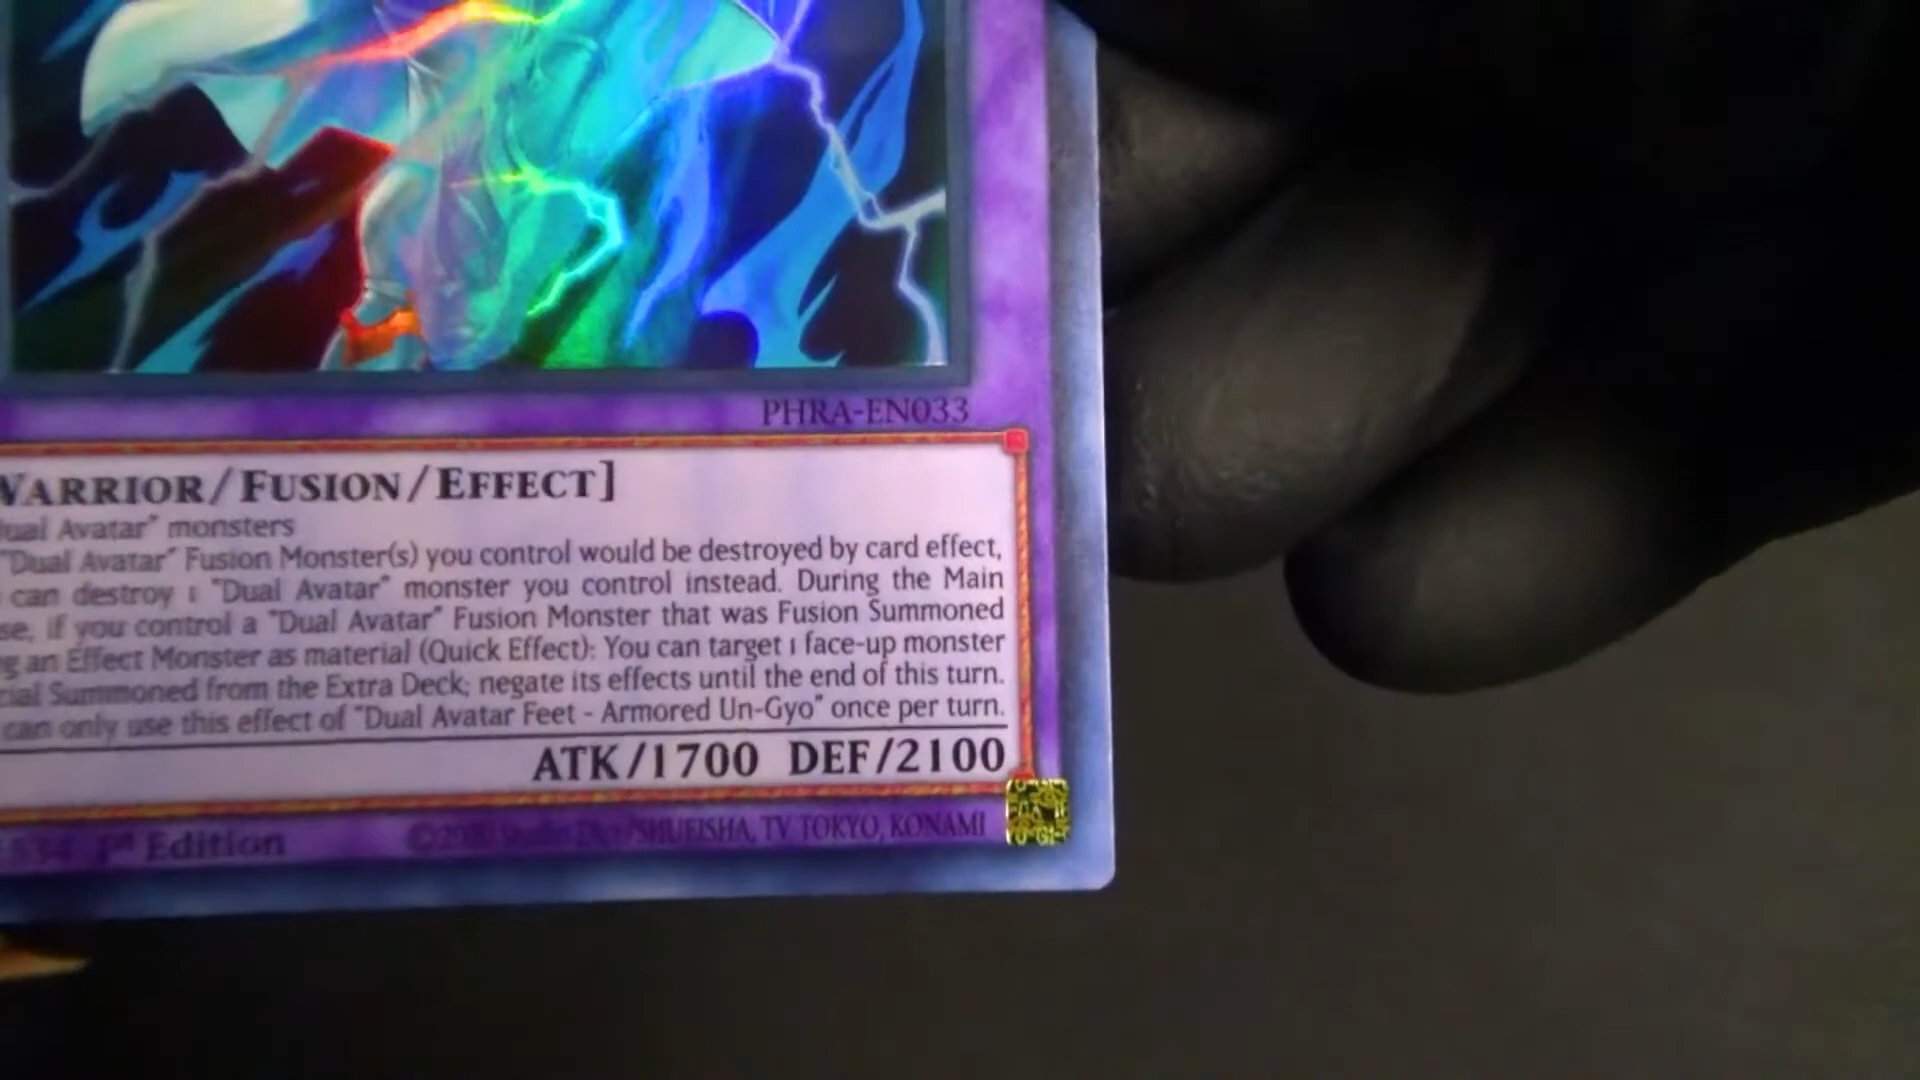 PHRA-EN033
WARRIOR/FUSION/EFFECT]
Dual Avatar" monsters
"Dual Avatar" Fusion Monster(s) you control would be destroyed by card effect,
can destroy 1 "Dual Avatar" monster you control instead. During the Main
se, if you control a "Dual Avatar" Fusion Monster that was Fusion Summoned
g an Effect Monster as material (Quick Effect): You can target 1 face-up monster
cial Summoned from the Extra Deck; negate its effects until the end of this turn.
can only use this effect of "Dual Avatar Feet - Armored Un-Gyo" once per turn.
ATK/1700 DEF/2100
1st Edition
Studio Dice/SHUEISHA, TV TOKYO, KONAMI